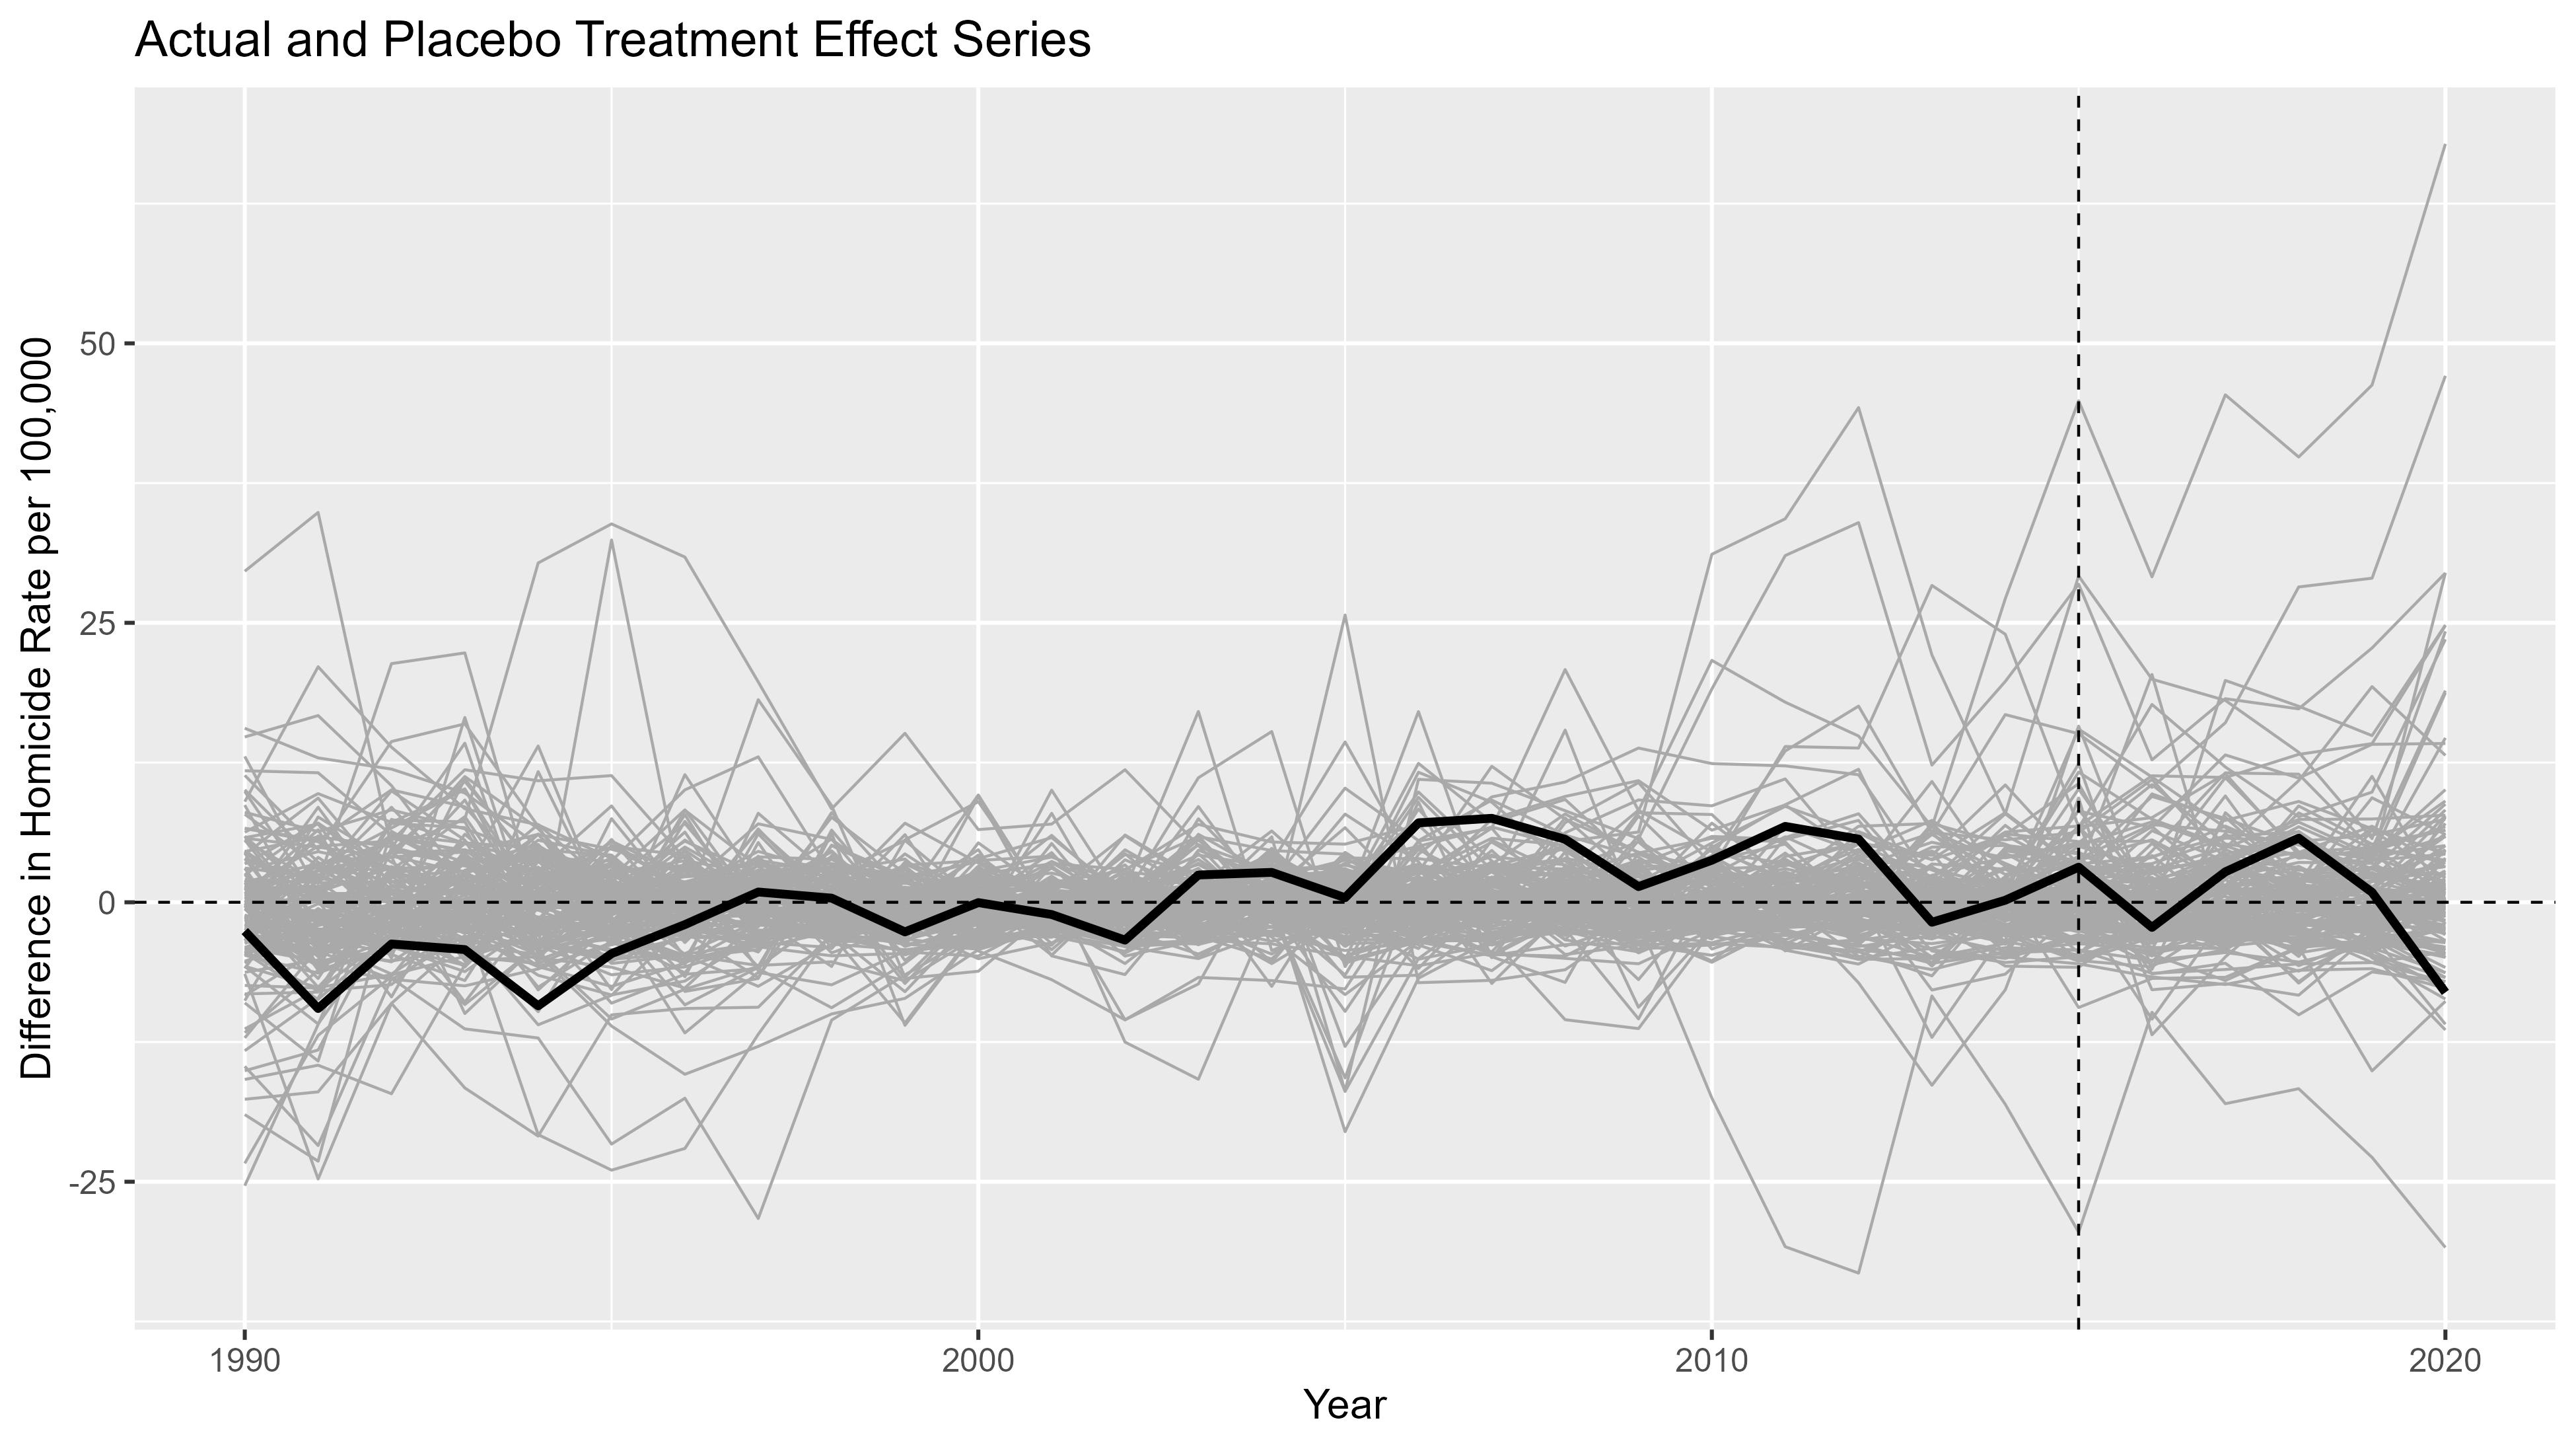 Actual and Placebo Treatment Effect Series
Difference in Homicide Rate per 100,000
50
25
0
-25
1990
2000
2010
2020
Year